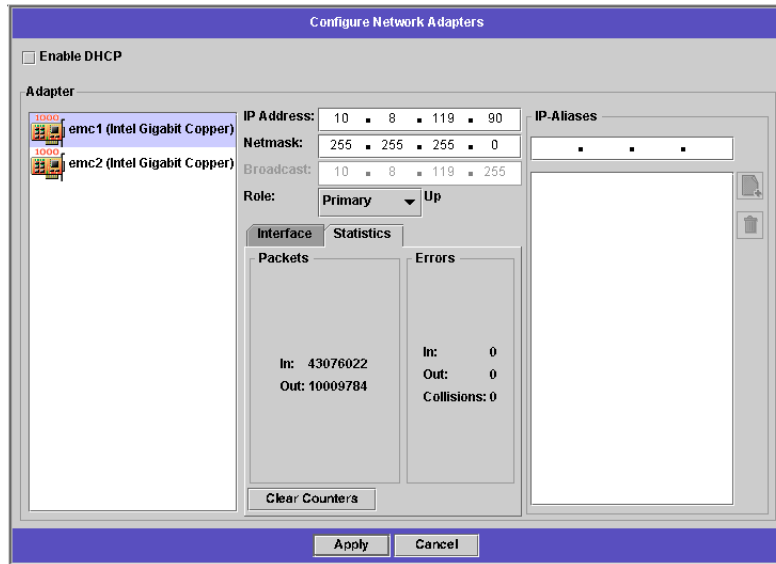 Configure Network Adapters
Enable DHCP
Adapter
1000
emc1 (Intel Gigabit Copper)
1000
emc2 (Intel Gigabit Copper)
IP Address: 10 . 8 . 119 . 90
Netmask: 255 . 255 . 255 . 0
Broadcast: 10 . 8 . 119 . 255
Role: Primary Up
Interface Statistics
Packets
In: 43076022
Out: 10009784
Errors
In: 0
Out: 0
Collisions: 0
Clear Counters
IP-Aliases
. . .
Apply Cancel